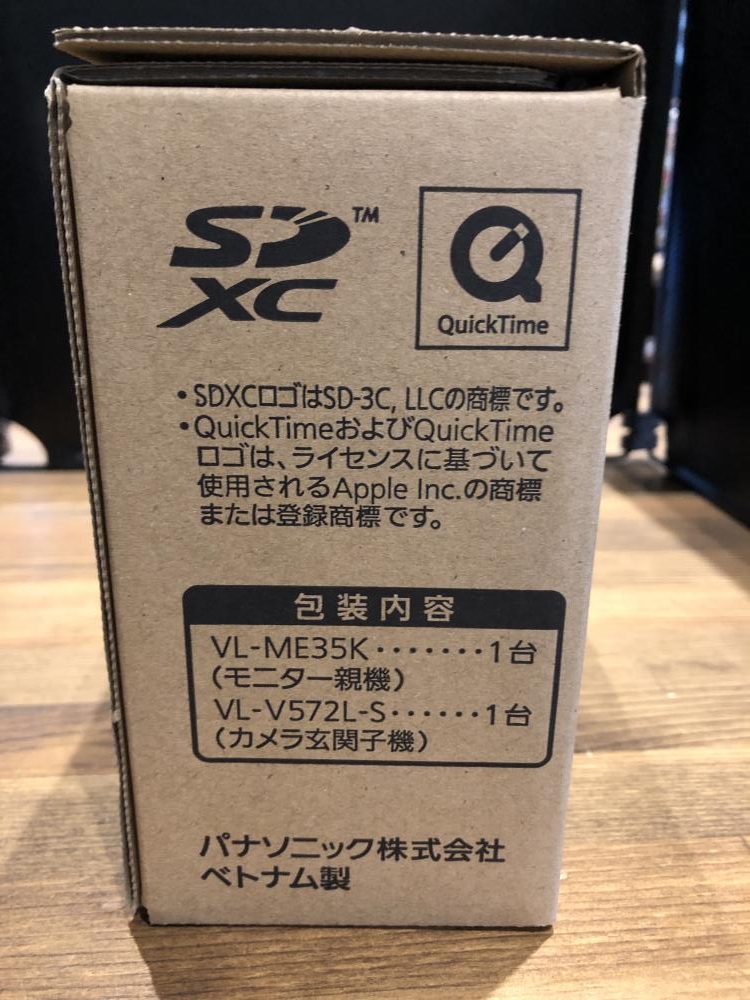 SD XC™
QuickTime
・SDXCロゴはSD-3C, LLCの商標です。
・QuickTimeおよびQuickTime
ロゴは、ライセンスに基づいて
使用されるApple Inc.の商標
または登録商標です。
包装内容
VL-ME35K・・・・・・・1台
(モニター親機)
VL-V572L-S・・・・・・1台
(カメラ玄関子機)
パナソニック株式会社
ベトナム製